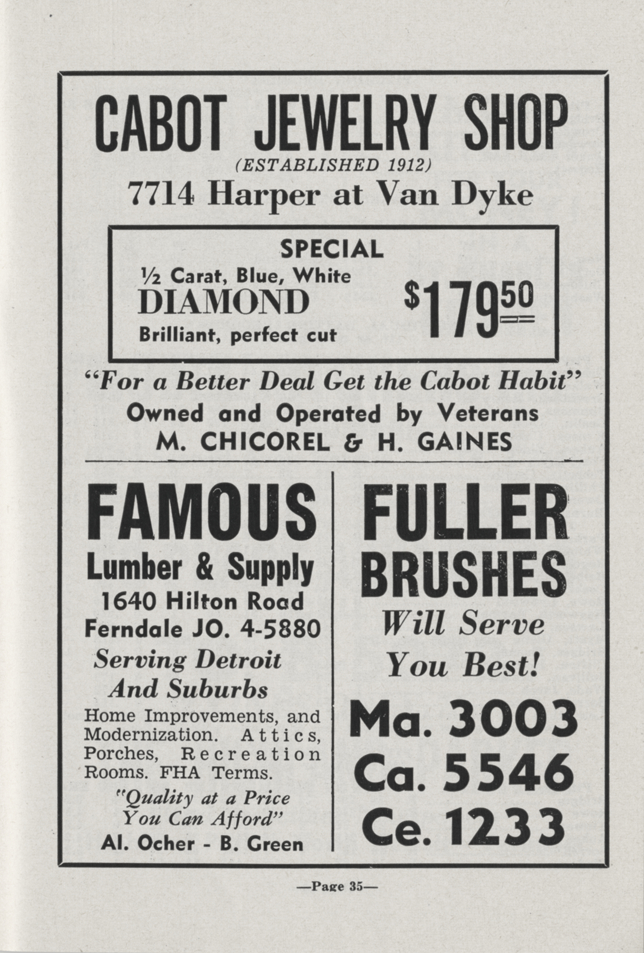 CABOT JEWELRY SHOP
(ESTABLISHED 1912)
7714 Harper at Van Dyke
SPECIAL
½ Carat, Blue, White
DIAMOND
Brilliant, perfect cut
$179 50
“For a Better Deal Get the Cabot Habit”
Owned and Operated by Veterans
M. CHICOREL & H. GAINES
FAMOUS
Lumber & Supply
1640 Hilton Road
Ferndale JO. 4-5880
Serving Detroit
And Suburbs
Home Improvements, and
Modernization. Attics,
Porches, Recreation
Rooms. FHA Terms.
"Quality at a Price
You Can Afford"
Al. Ocher - B. Green
FULLER
BRUSHES
Will Serve
You Best!
Ma. 3003
Ca. 5546
Ce. 1233
—Page 35—